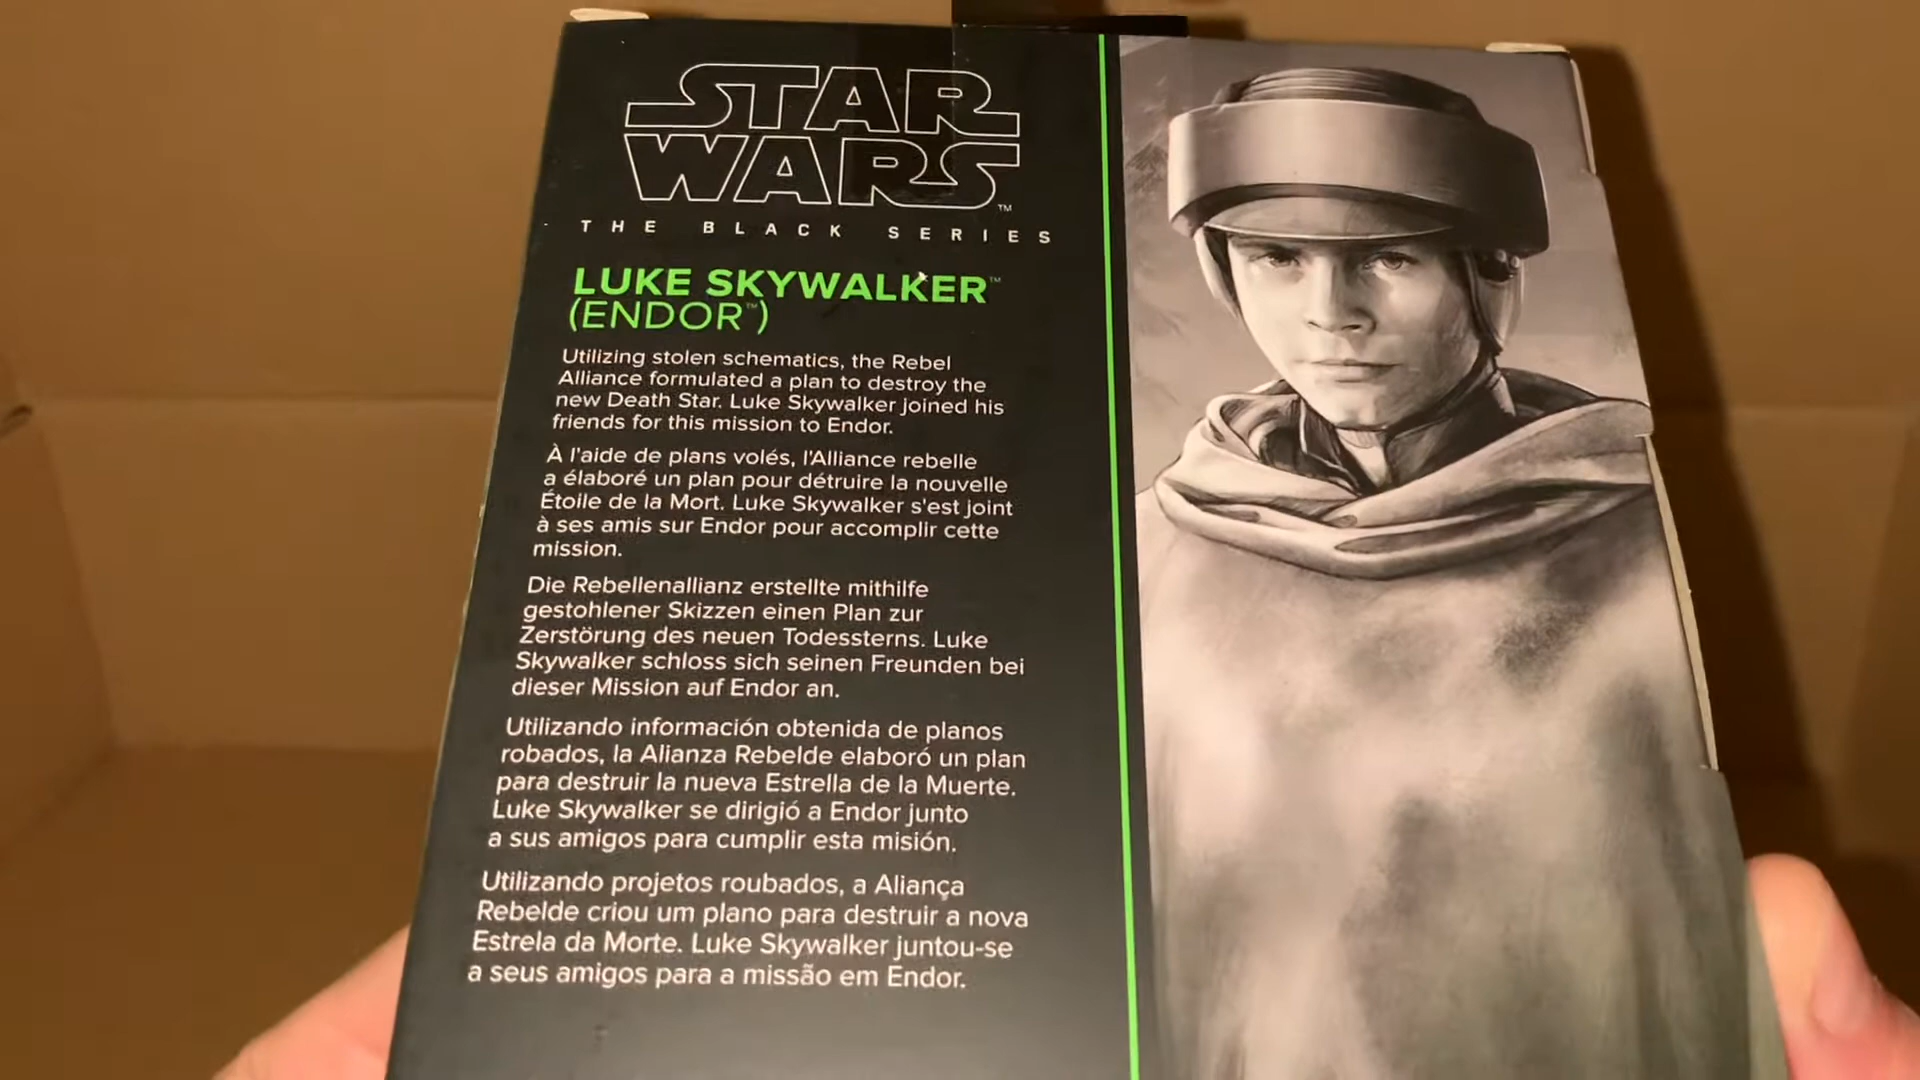 STAR
WARS™
THE BLACK SERIES
LUKE SKYWALKER™
(ENDOR™)
Utilizing stolen schematics, the Rebel
Alliance formulated a plan to destroy the
new Death Star. Luke Skywalker joined his
friends for this mission to Endor.
À l'aide de plans volés, l'Alliance rebelle
a élaboré un plan pour détruire la nouvelle
Étoile de la Mort. Luke Skywalker s'est joint
à ses amis sur Endor pour accomplir cette
mission.
Die Rebellenallianz erstellte mithilfe
gestohlener Skizzen einen Plan zur
Zerstörung des neuen Todessterns. Luke
Skywalker schloss sich seinen Freunden bei
dieser Mission auf Endor an.
Utilizando información obtenida de planos
robados, la Alianza Rebelde elaboró un plan
para destruir la nueva Estrella de la Muerte.
Luke Skywalker se dirigió a Endor junto
a sus amigos para cumplir esta misión.
Utilizando projetos roubados, a Aliança
Rebelde criou um plano para destruir a nova
Estrela da Morte. Luke Skywalker juntou-se
a seus amigos para a missão em Endor.